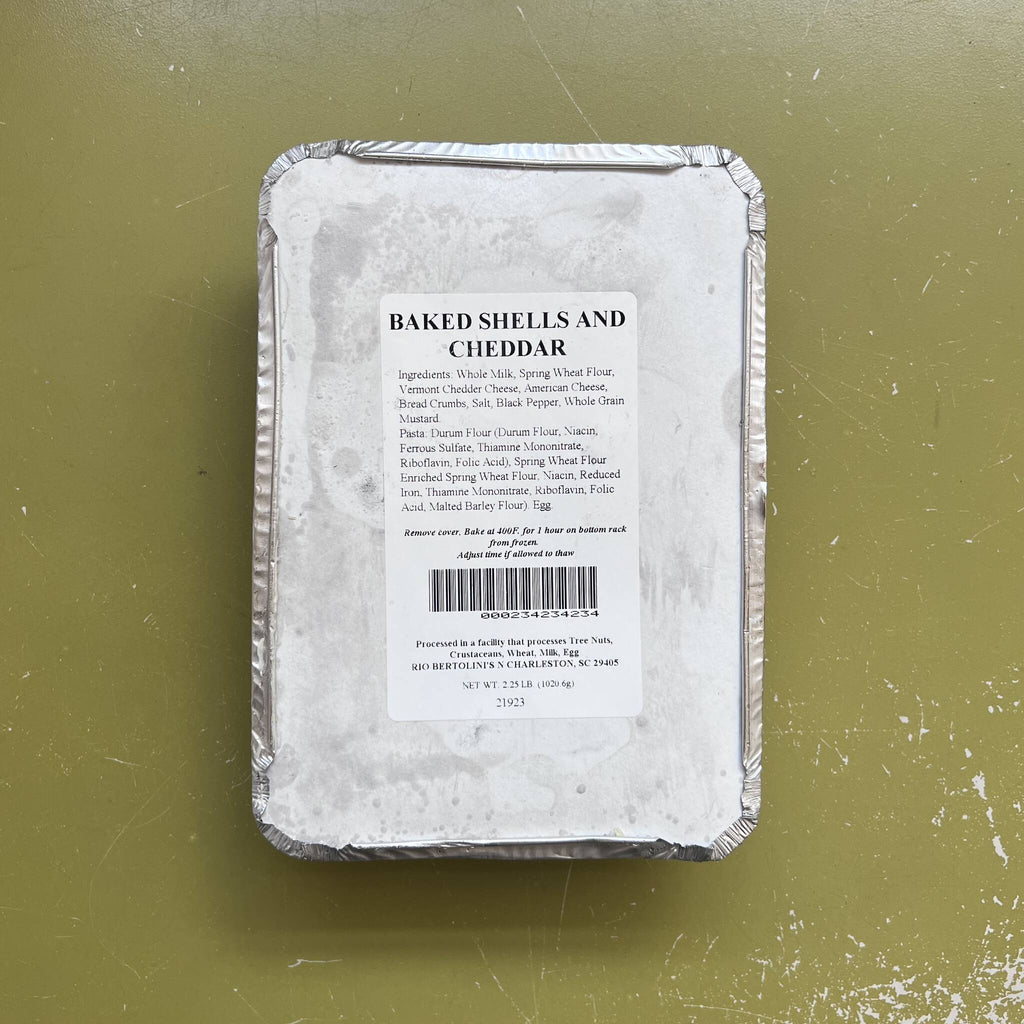 BAKED SHELLS AND
CHEDDAR
Ingredients: Whole Milk, Spring Wheat Flour,
Vermont Chedder Cheese, American Cheese,
Bread Crumbs, Salt, Black Pepper, Whole Grain
Mustard.
Pasta: Durum Flour (Durum Flour, Niacin,
Ferrous Sulfate, Thiamine Mononitrate,
Riboflavin, Folic Acid), Spring Wheat Flour
Enriched Spring Wheat Flour, Niacin, Reduced
Iron, Thiamine Mononitrate, Riboflavin, Folic
Acid, Malted Barley Flour). Egg.
Remove cover, Bake at 400F. for 1 hour on bottom rack
from frozen.
Adjust time if allowed to thaw
000234234234
Processed in a facility that processes Tree Nuts,
Crustaceans, Wheat, Milk, Egg
RIO BERTOLINI'S N CHARLESTON, SC 29405
NET WT. 2.25 LB. (1020.6g)
21923